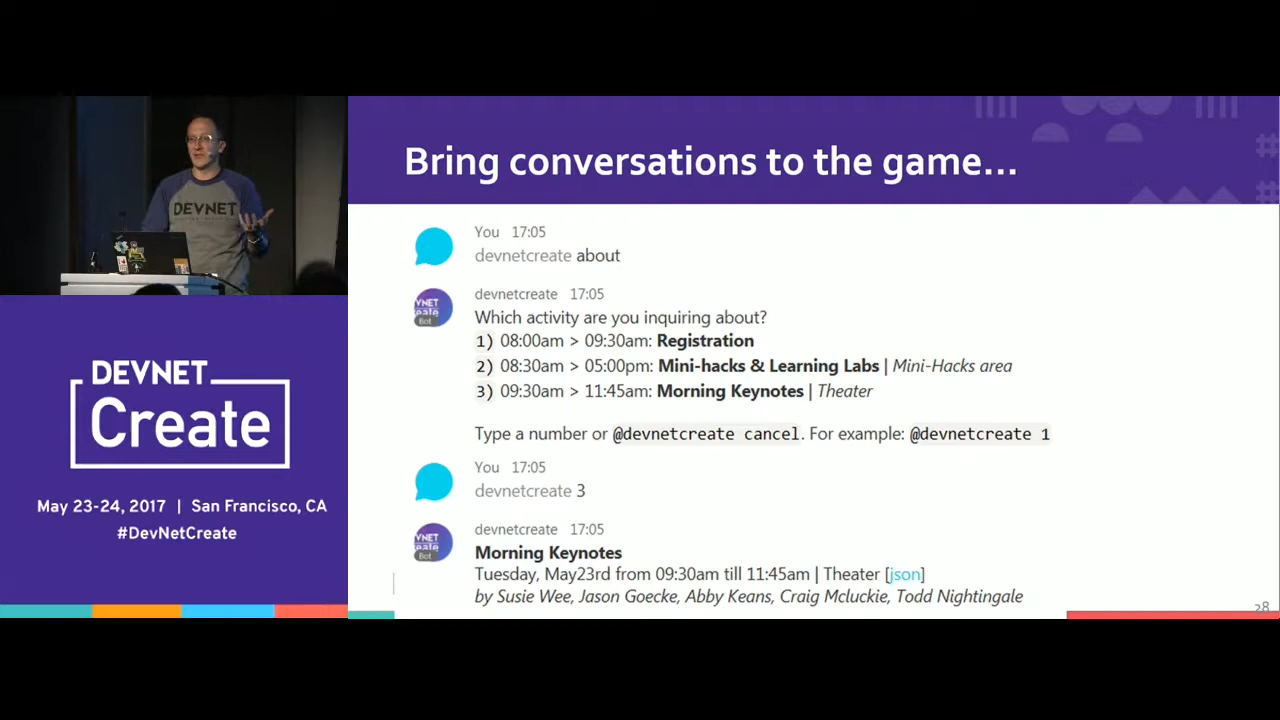 Bring conversations to the game...
You 17:05
devnetcreate about
devnetcreate 17:05
Which activity are you inquiring about?
1) 08:00am > 09:30am: Registration
2) 08:30am > 05:00pm: Mini-hacks & Learning Labs | Mini-Hacks area
3) 09:30am > 11:45am: Morning Keynotes | Theater
Type a number or @devnetcreate cancel. For example: @devnetcreate 1
You 17:05
devnetcreate 3
devnetcreate 17:05
Morning Keynotes
Tuesday, May23rd from 09:30am till 11:45am | Theater [json]
by Susie Wee, Jason Goecke, Abby Keans, Craig Mcluckie, Todd Nightingale
28
Bot
Bot
DEVNET
DEVNET
Create
May 23-24, 2017 | San Francisco, CA
#DevNetCreate